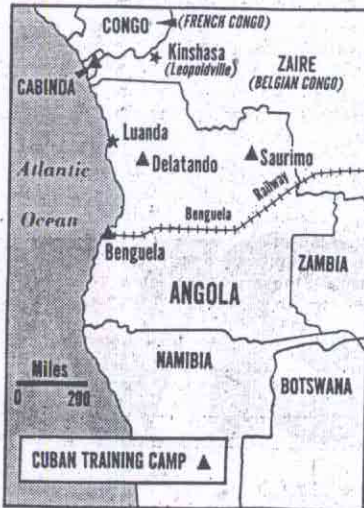 CONGO
(FRENCH CONGO)
Kinshasa
(Leopoldville)
ZAIRE
(BELGIAN CONGO)
CABINDA
Luanda
Delatando
Saurimo
Atlantic
Ocean
Benguela
Railway
Benguela
ZAMBIA
ANGOLA
NAMIBIA
BOTSWANA
Miles
0 200
CUBAN TRAINING CAMP